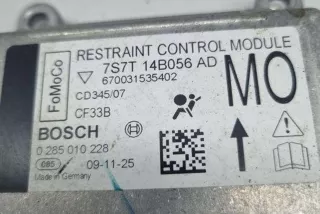 FoMoCo
RESTRAINT CONTROL MODULE
7S7T 14B056 AD
670031535402
CD345/07
CF33B
MO
BOSCH
0 285 010 228
085 09-11-25
Made in Germany